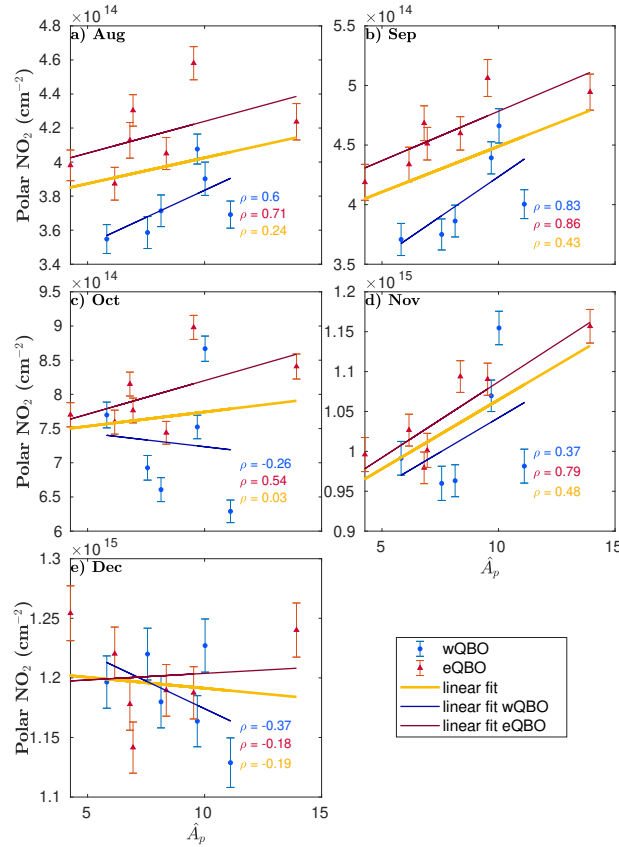 × 10^14
a) Aug
4.8
4.6
4.4
4.2
4
3.8
3.6
3.4
Polar NO₂ (cm⁻²)
ρ = 0.6
ρ = 0.71
ρ = 0.24
× 10^14
b) Sep
5.5
5
4.5
4
3.5
ρ = 0.83
ρ = 0.86
ρ = 0.43
× 10^14
c) Oct
9.5
9
8.5
8
7.5
7
6.5
6
Polar NO₂ (cm⁻²)
ρ = -0.26
ρ = 0.54
ρ = 0.03
× 10^15
d) Nov
1.2
1.15
1.1
1.05
1
0.95
0.9
ρ = 0.37
ρ = 0.79
ρ = 0.48
5 10 15
Â_p
× 10^15
e) Dec
1.3
1.25
1.2
1.15
1.1
Polar NO₂ (cm⁻²)
ρ = -0.37
ρ = -0.18
ρ = -0.19
5 10 15
Â_p
wQBO
eQBO
linear fit
linear fit wQBO
linear fit eQBO